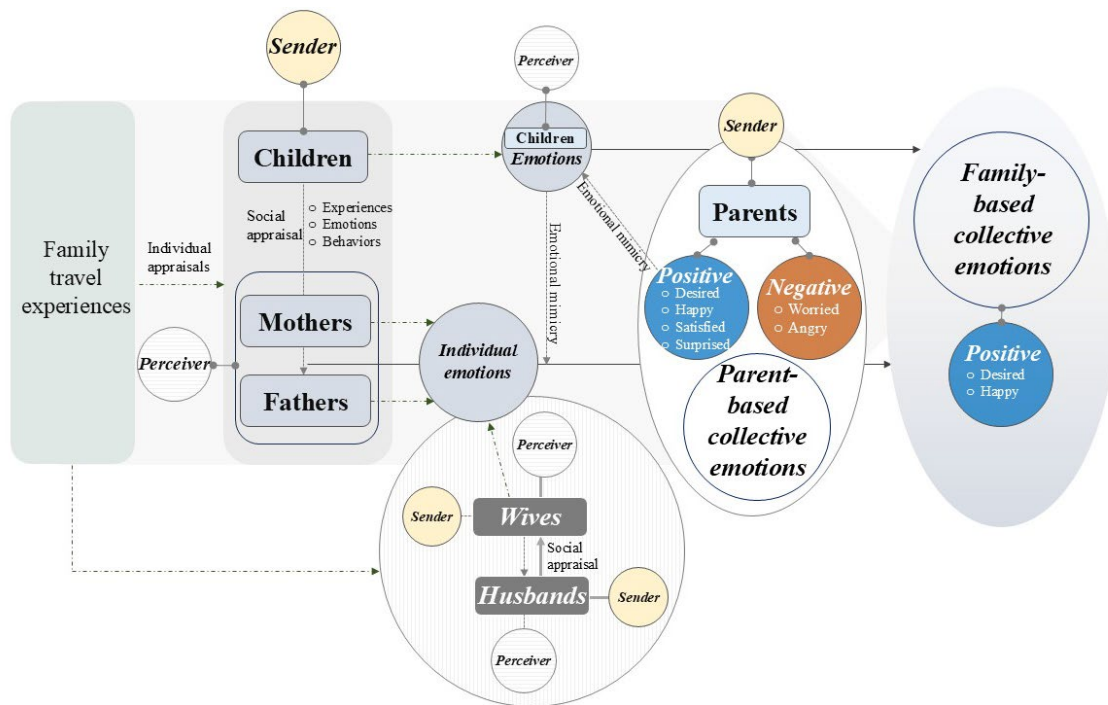 Sender
Perceiver
Sender
Children
Children
Emotions
Family-
based
collective
emotions
Social
appraisal
○ Experiences
○ Emotions
○ Behaviors
Emotional mimicry
Emotional mimicry
Parents
Family
travel
experiences
Individual
appraisals
Positive
○ Desired
○ Happy
○ Satisfied
○ Surprised
Negative
○ Worried
○ Angry
Mothers
Individual
emotions
Perceiver
Fathers
Positive
○ Desired
○ Happy
Parent-
based
collective
emotions
Perceiver
Sender
Wives
Social
appraisal
Husbands
Sender
Perceiver